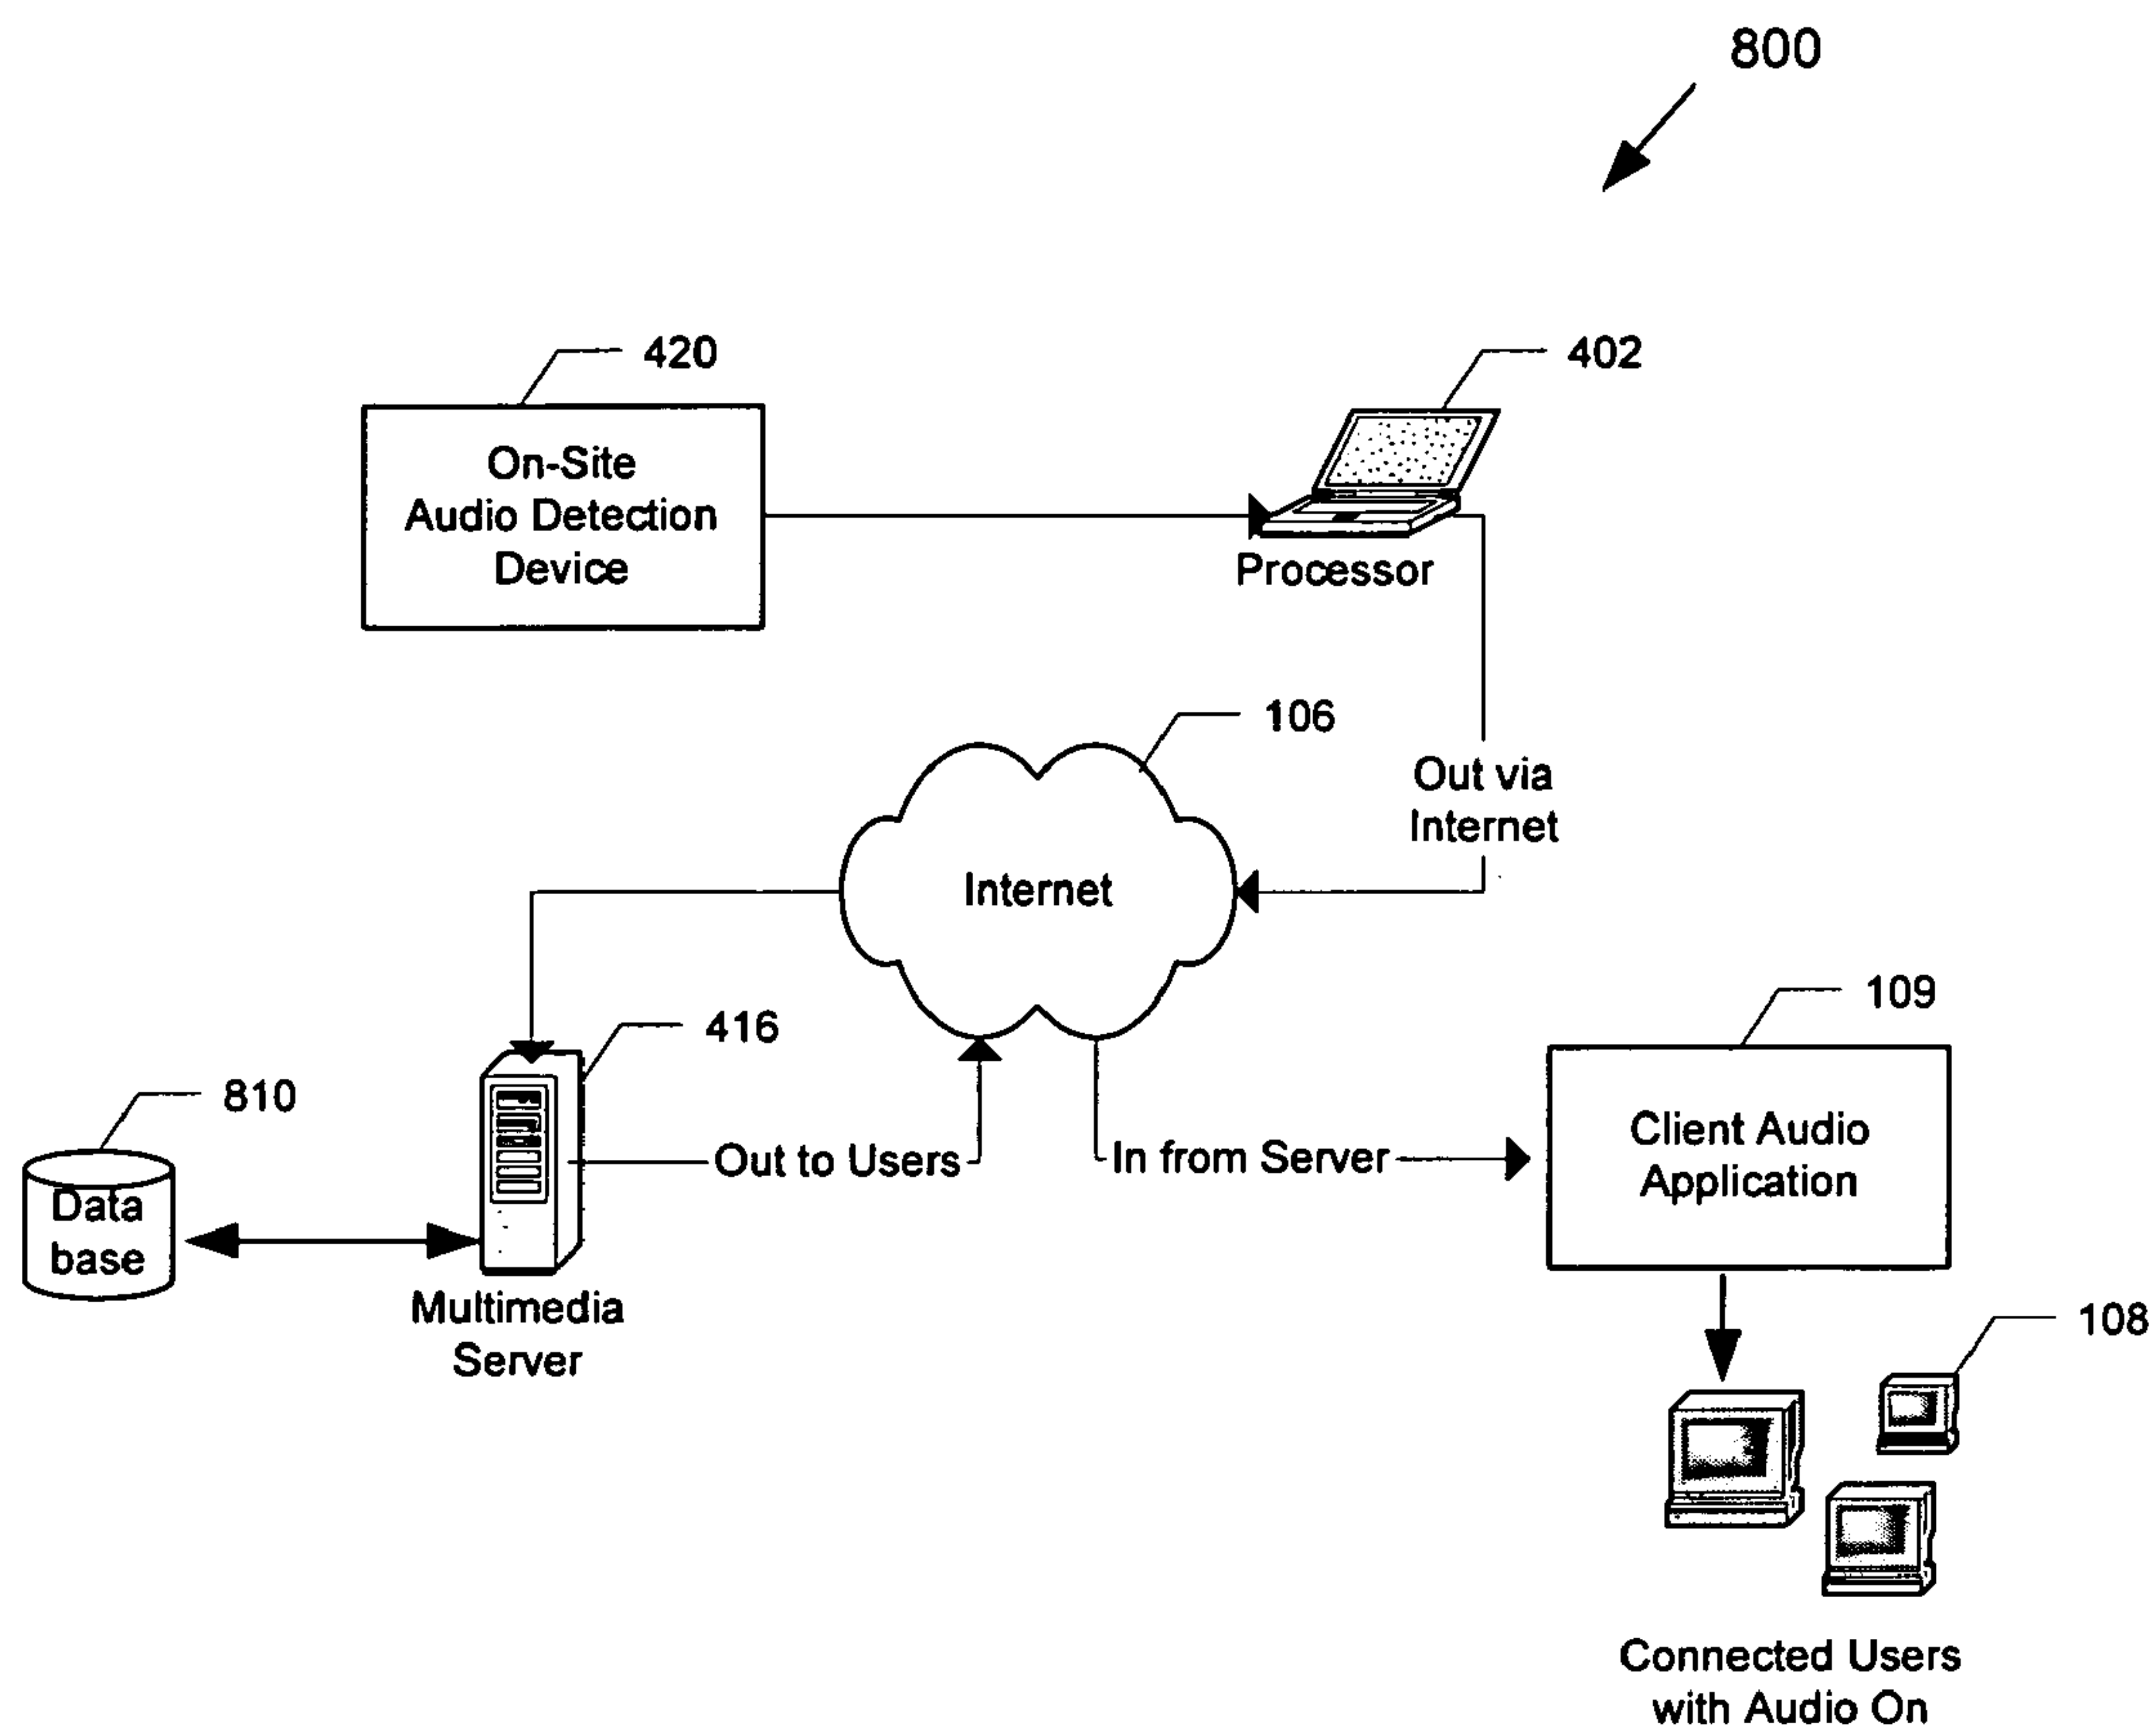 800
420
402
On-Site
Audio Detection
Device
Processor
106
Out via
Internet
Internet
109
416
810
Client Audio
Application
Out to Users
In from Server
Data
base
Multimedia
Server
108
Connected Users
with Audio On